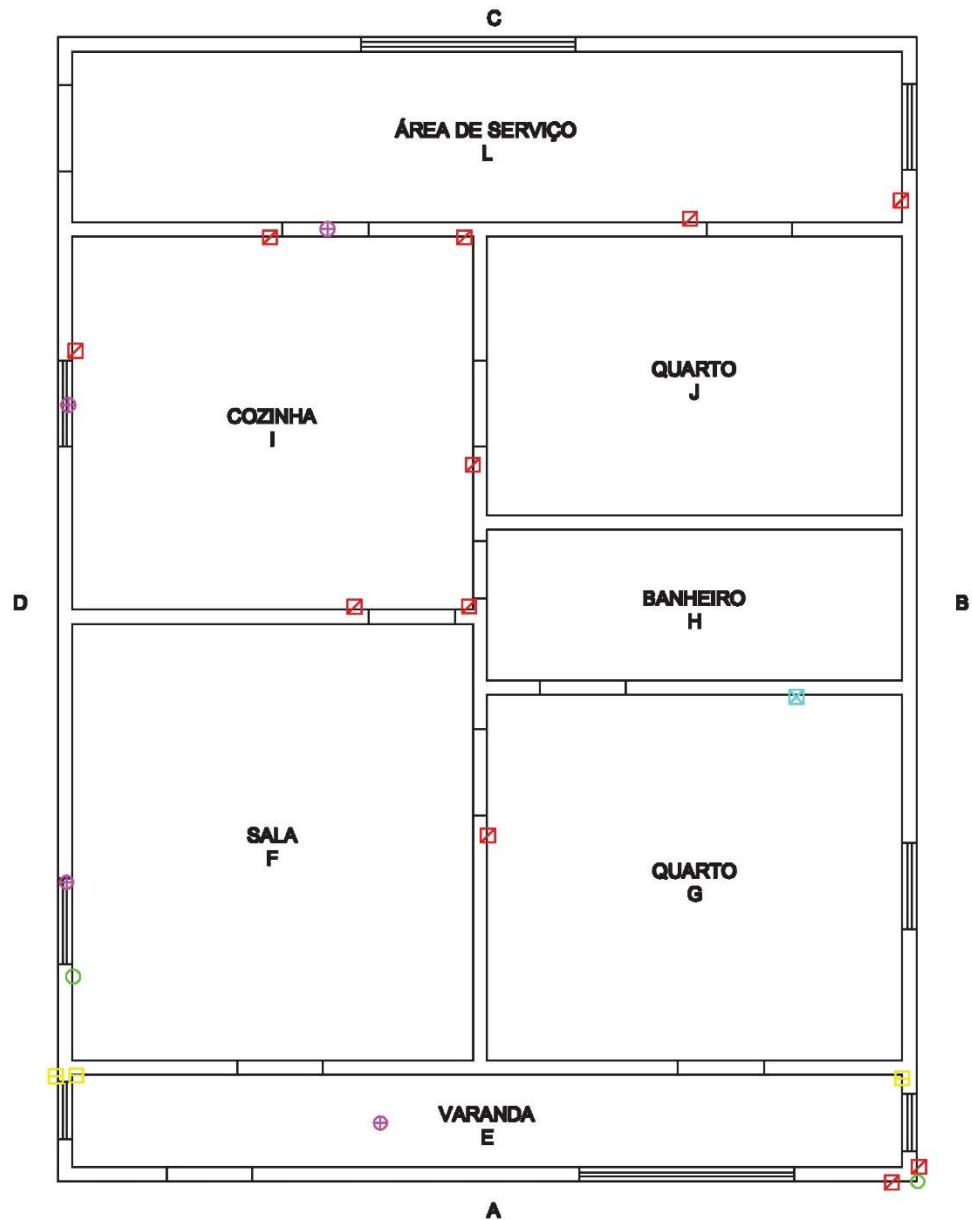 C
ÁREA DE SERVIÇO
L
QUARTO
J
COZINHA
I
D
BANHEIRO
H
B
SALA
F
QUARTO
G
VARANDA
E
A